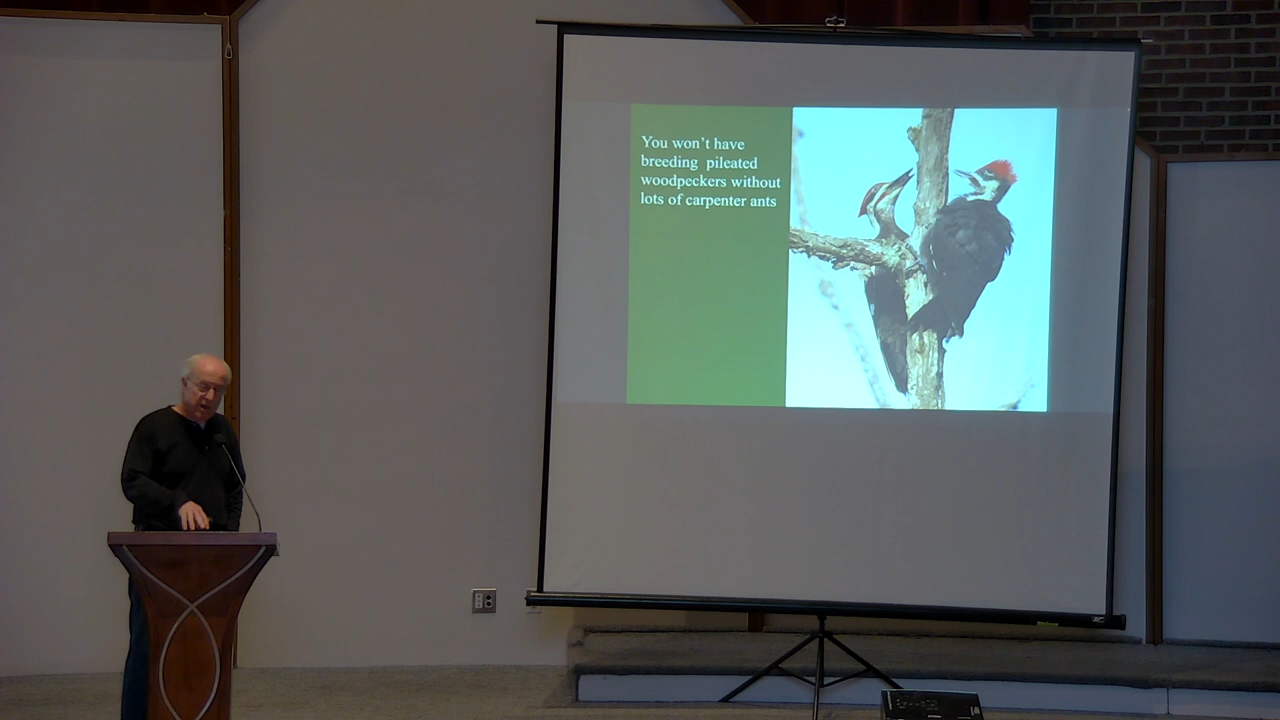 You won't have
breeding pileated
woodpeckers without
lots of carpenter ants